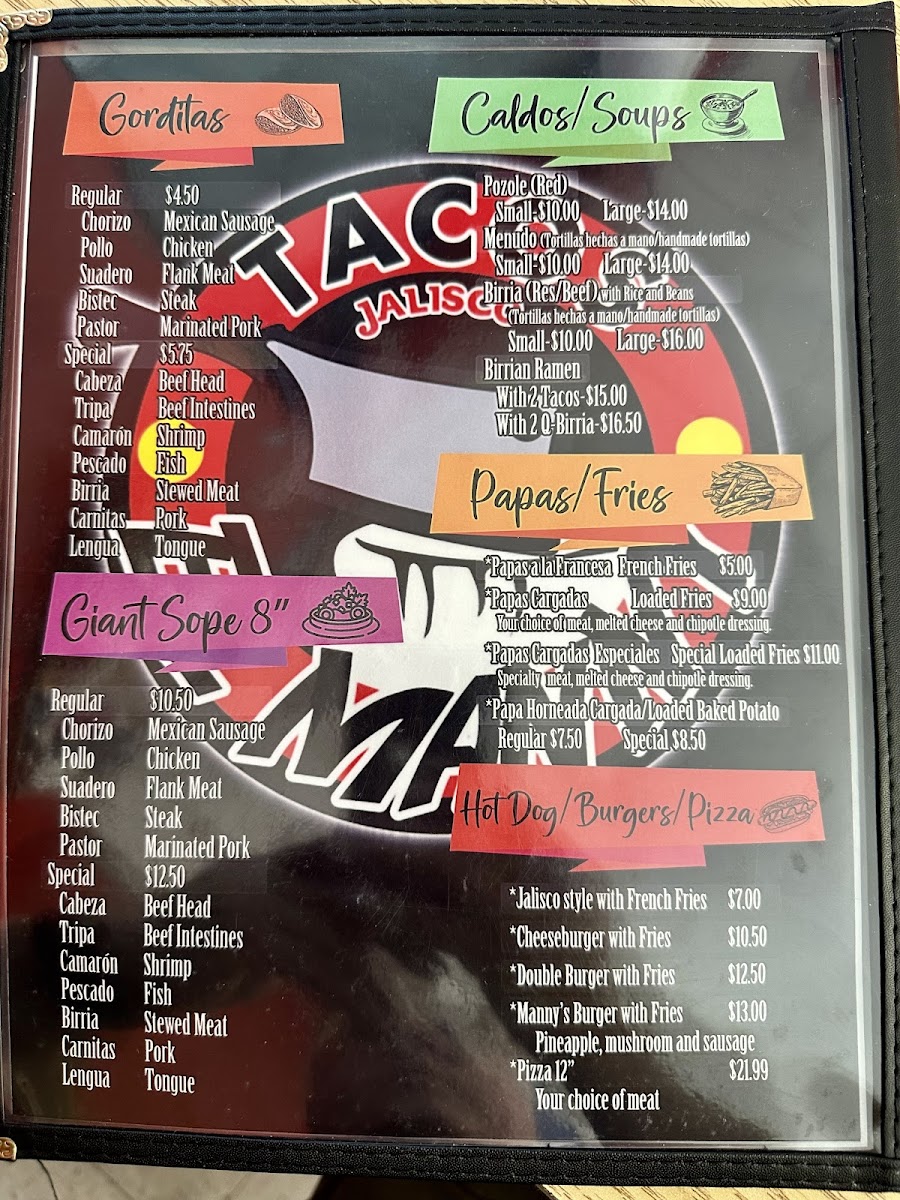 Gorditas
Regular $4.50
Chorizo Mexican Sausage
Pollo Chicken
Suadero Flank Meat
Bistec Steak
Pastor Marinated Pork
Special $5.75
Cabeza Beef Head
Tripa Beef Intestines
Camarón Shrimp
Pescado Fish
Birria Stewed Meat
Carnitas Pork
Lengua Tongue
Giant Sope 8"
Regular $10.50
Chorizo Mexican Sausage
Pollo Chicken
Suadero Flank Meat
Bistec Steak
Pastor Marinated Pork
Special $12.50
Cabeza Beef Head
Tripa Beef Intestines
Camarón Shrimp
Pescado Fish
Birria Stewed Meat
Carnitas Pork
Lengua Tongue
Caldos/Soups
Pozole (Red)
Small-$10.00 Large-$14.00
Menudo (Tortillas hechas a mano/handmade tortillas)
Small-$10.00 Large-$14.00
Birria (Res/Beef) with Rice and Beans
(Tortillas hechas a mano/handmade tortillas)
Small-$10.00 Large-$16.00
Birrian Ramen
With 2 Tacos-$15.00
With 2 Q-Birria-$16.50
Papas/Fries
*Papas a la Francesa French Fries $5.00
*Papas Cargadas Loaded Fries $9.00
Your choice of meat, melted cheese and chipotle dressing.
*Papas Cargadas Especiales Special Loaded Fries $11.00
Specialty meat, melted cheese and chipotle dressing.
*Papa Horneada Cargada/Loaded Baked Potato
Regular $7.50 Special $8.50
Hot Dog/Burgers/Pizza
*Jalisco style with French Fries $7.00
*Cheeseburger with Fries $10.50
*Double Burger with Fries $12.50
*Manny's Burger with Fries $13.00
Pineapple, mushroom and sausage
*Pizza 12" $21.99
Your choice of meat
TACO
JALISCO